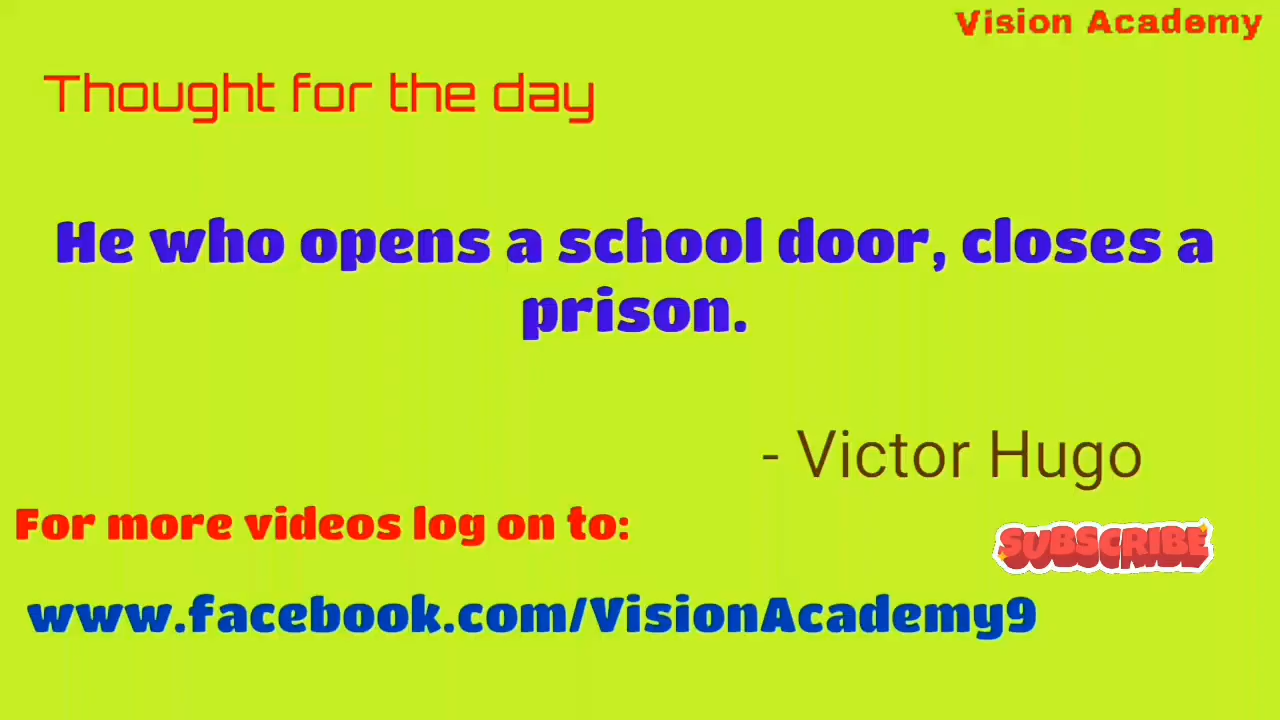 Vision Academy
Thought for the day
He who opens a school door, closes a
prison.
- Victor Hugo
For more videos log on to:
SUBSCRIBE
www.facebook.com/VisionAcademy9